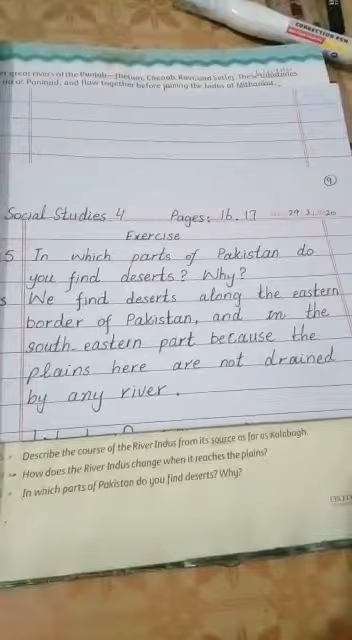 CORRECTION PEN
er great rivers of the Punjab—Jhelum, Chenab, Ravi, and Sutlej. These
at Panjnad, and flow together before joining the Indus at Mithankot.
9
Social Studies 4 Pages: 16, 17 29.3. 20
Exercise
5 In which parts of Pakistan do
you find deserts? Why?
s We find deserts along the eastern
border of Pakistan, and in the
south-eastern part because the
plains here are not drained
by any river.
Describe the course of the River Indus from its source as far as Kalabagh.
How does the River Indus change when it reaches the plains?
In which parts of Pakistan do you find deserts? Why?